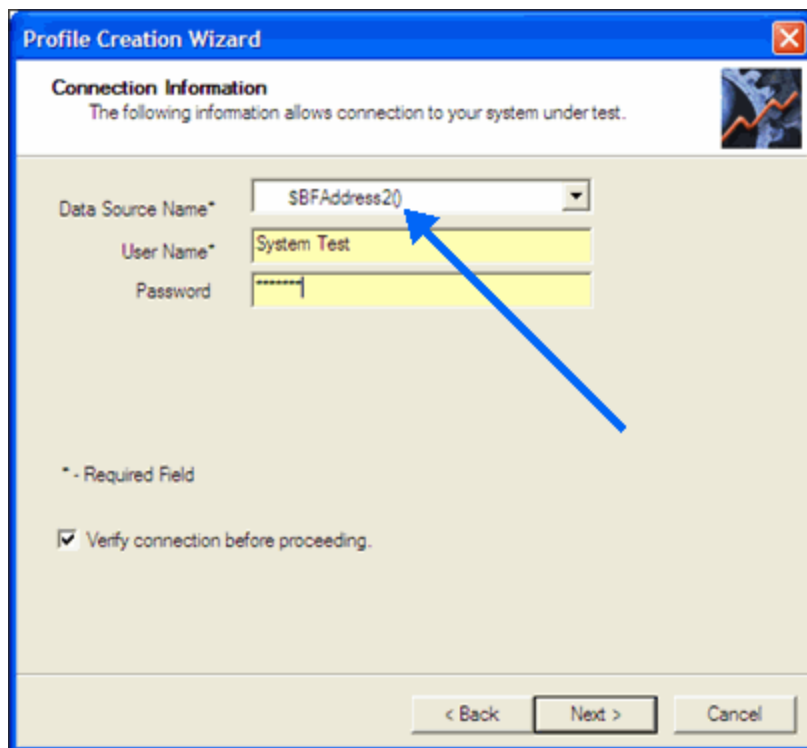 Profile Creation Wizard
Connection Information
The following information allows connection to your system under test.
Data Source Name* $BFAddress2()
User Name* System Test
Password *******
* - Required Field
Verify connection before proceeding.
< Back Next > Cancel